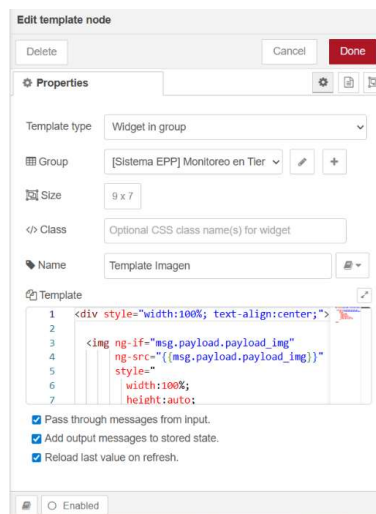 Edit template node
Delete Cancel Done
Properties
Template type Widget in group
Group [Sistema EPP] Monitoreo en Tier
Size 9 x 7
</> Class Optional CSS class name(s) for widget
Name Template Imagen
Template
1 <div style="width:100%; text-align:center;">
2
3 <img ng-if="msg.payload.payload_img"
4 ng-src="{{msg.payload.payload_img}}"
5 style="
6 width:100%;
7 height:auto;
Pass through messages from input.
Add output messages to stored state.
Reload last value on refresh.
Enabled